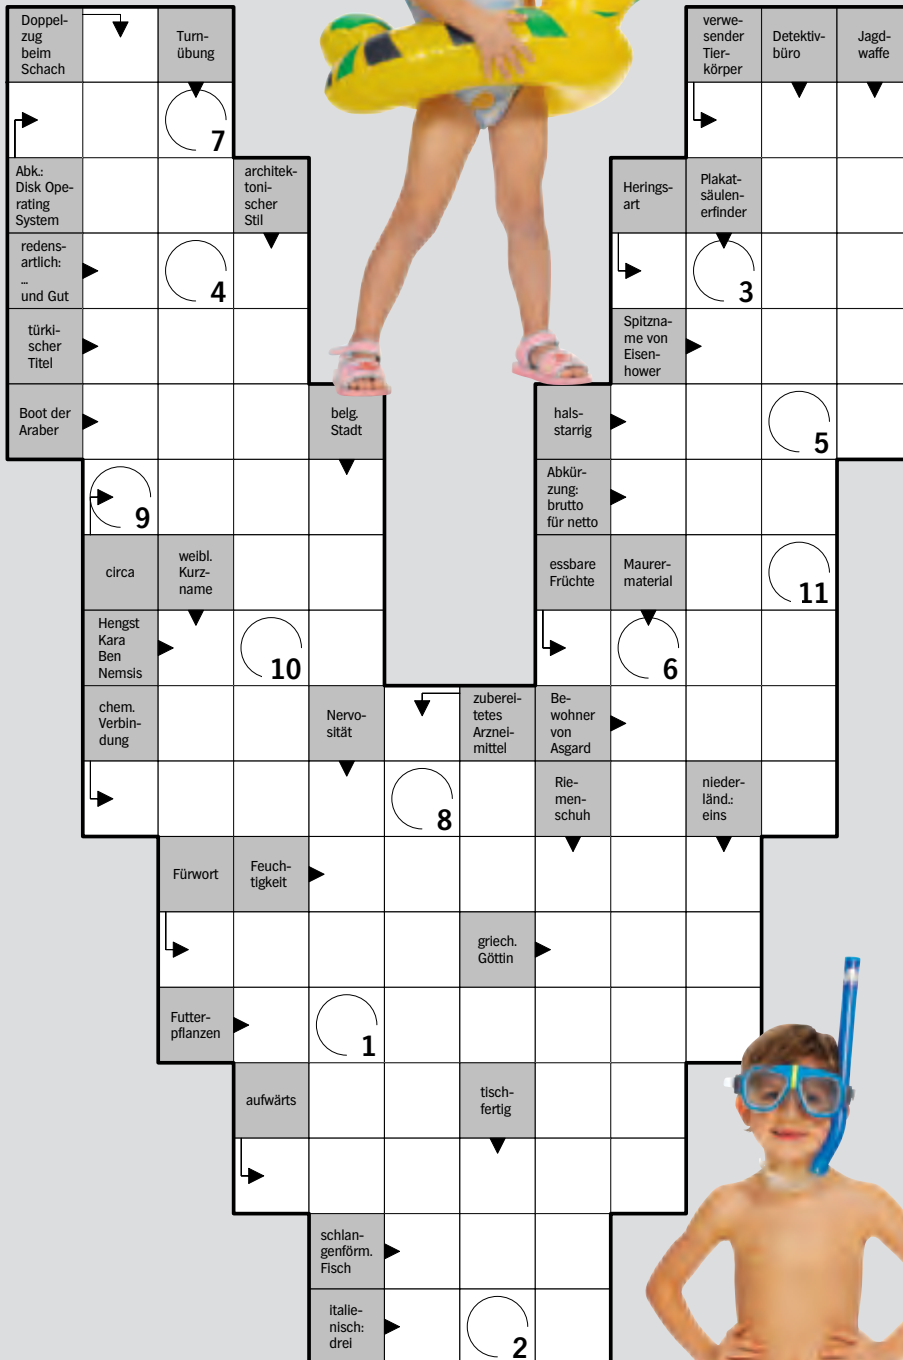 Doppel-
zug
beim
Schach
Turn-
übung
verwe-
sender
Tier-
körper
Detektiv-
büro
Jagd-
waffe
7
Abk.:
Disk Ope-
rating
System
architek-
toni-
scher
Stil
Herings-
art
Plakat-
säulen-
erfinder
redens-
artlich:
...
und Gut
4
3
türki-
scher
Titel
Spitzna-
me von
Eisen-
hower
Boot der
Araber
belg.
Stadt
hals-
starrig
5
9
Abkür-
zung:
brutto
für netto
circa
weibl.
Kurz-
name
essbare
Früchte
Maurer-
material
11
Hengst
Kara
Ben
Nemsis
10
6
chem.
Verbin-
dung
Nervo-
sität
zuberei-
tetes
Arznei-
mittel
Be-
wohner
von
Asgard
8
Rie-
men-
schuh
nieder-
länd.:
eins
Fürwort
Feuch-
tigkeit
griech.
Göttin
Futter-
pflanzen
1
aufwärts
tisch-
fertig
schlan-
genförm.
Fisch
italie-
nisch:
drei
2